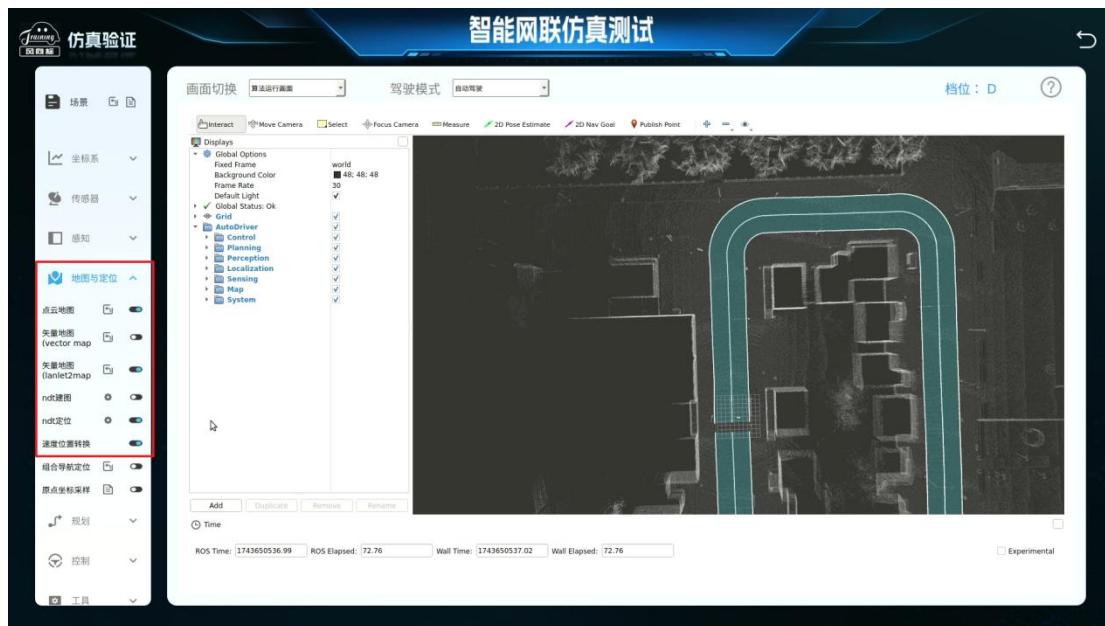 Training
风向标
仿真验证
智能网联仿真测试
场景
坐标系
传感器
感知
地图与定位
点云地图
矢量地图
(vector map
矢量地图
(lanlet2map
ndt建图
ndt定位
速度位置转换
组合导航定位
原点坐标采样
规划
控制
工具
画面切换 算法运行画面 驾驶模式 自动驾驶 档位：D ?
Interact Move Camera Select Focus Camera Measure 2D Pose Estimate 2D Nav Goal Publish Point
Displays
Global Options
Fixed Frame world
Background Color 48; 48; 48
Frame Rate 30
Default Light
Global Status: Ok
Grid
AutoDriver
Control
Planning
Perception
Localization
Sensing
Map
System
Add Duplicate Remove Rename
Time
ROS Time: 1743650536.99 ROS Elapsed: 72.76 Wall Time: 1743650537.02 Wall Elapsed: 72.76 Experimental